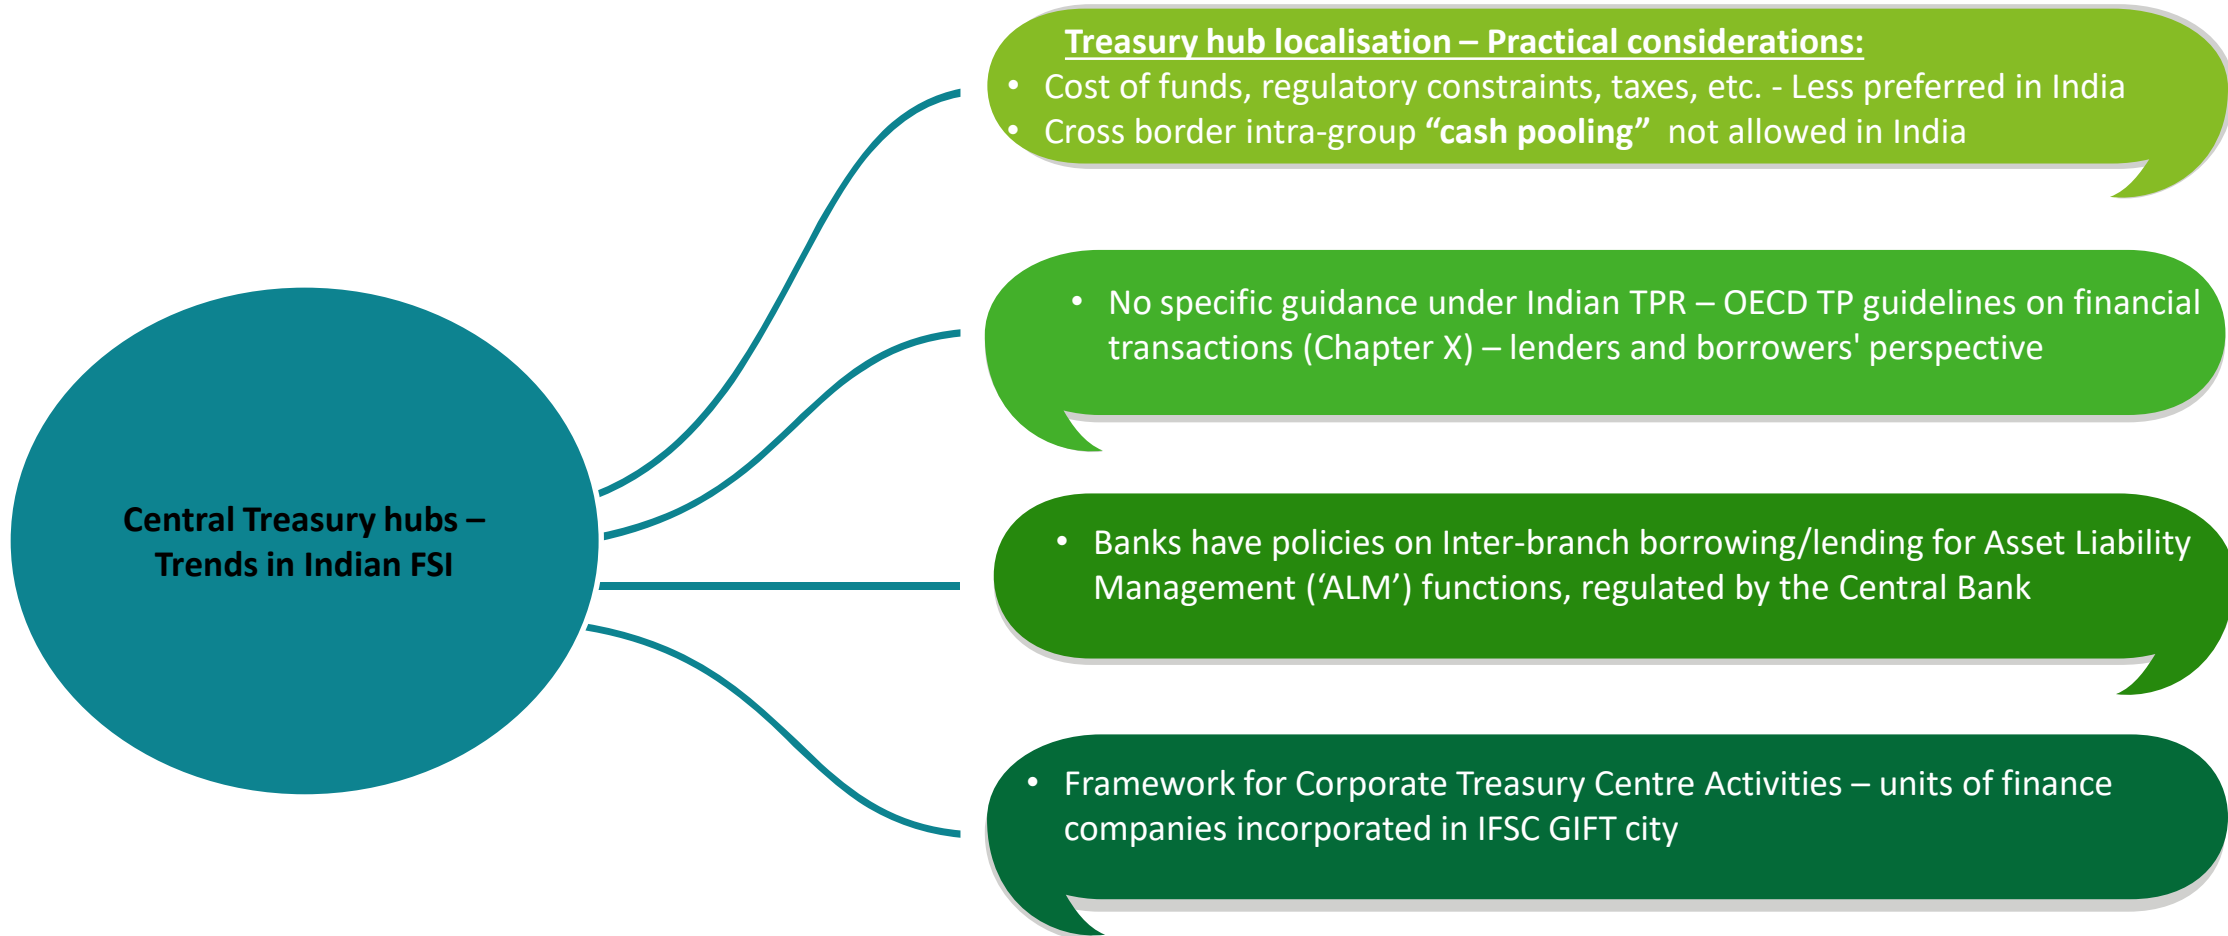 Central Treasury hubs –
Trends in Indian FSI
Treasury hub localisation – Practical considerations:
• Cost of funds, regulatory constraints, taxes, etc. - Less preferred in India
• Cross border intra-group “cash pooling” not allowed in India
• No specific guidance under Indian TPR – OECD TP guidelines on financial
transactions (Chapter X) – lenders and borrowers' perspective
• Banks have policies on Inter-branch borrowing/lending for Asset Liability
Management (‘ALM’) functions, regulated by the Central Bank
• Framework for Corporate Treasury Centre Activities – units of finance
companies incorporated in IFSC GIFT city